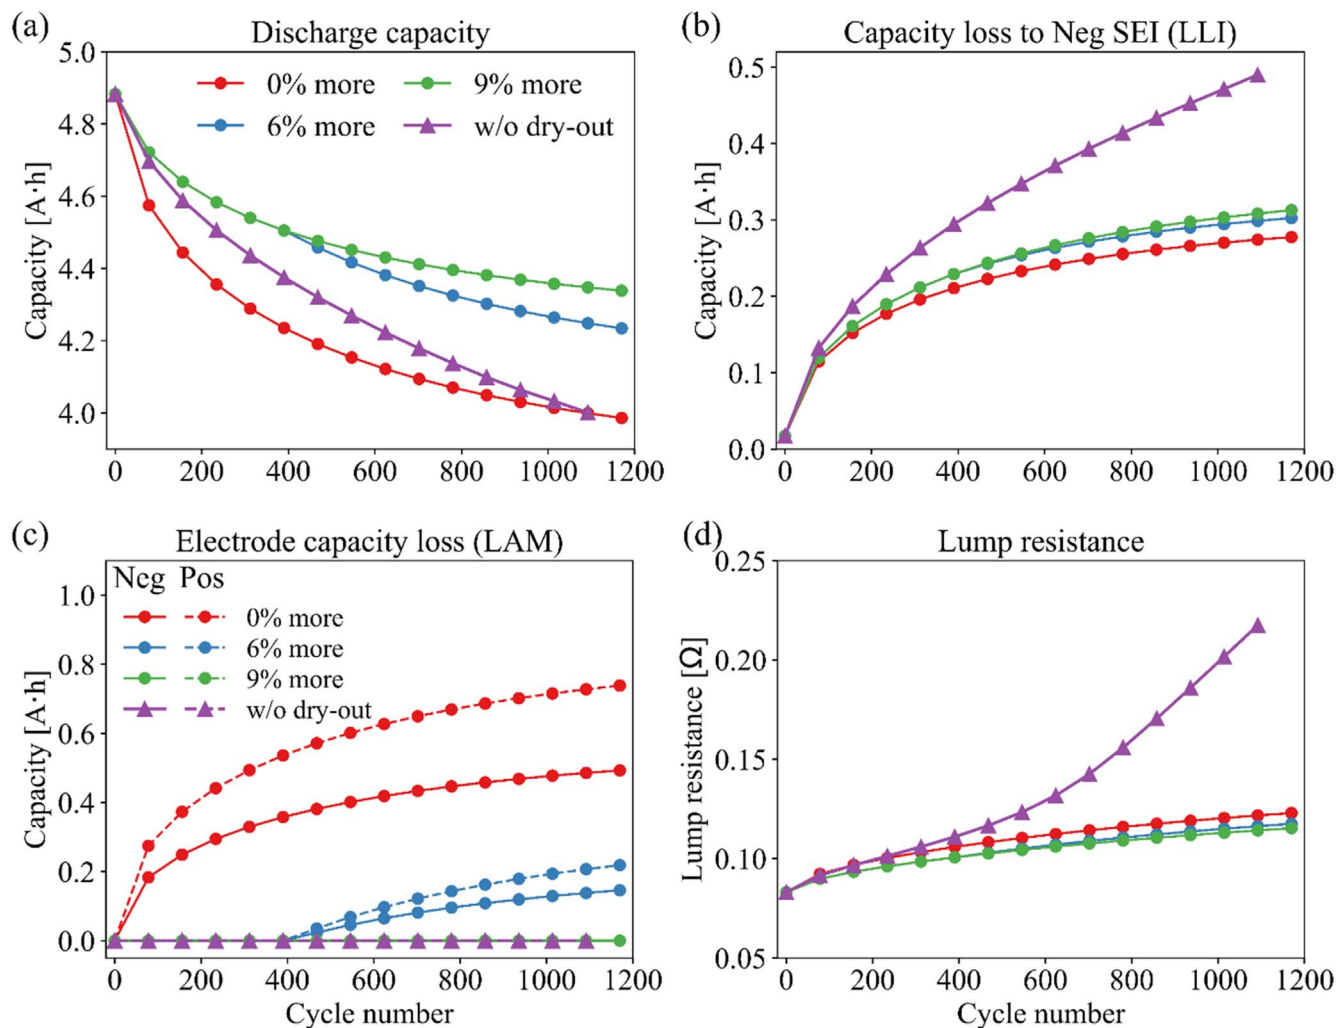 (a) Discharge capacity
Capacity [A·h]
5.0
4.8
4.6
4.4
4.2
4.0
0% more 9% more
6% more w/o dry-out
0 200 400 600 800 1000 1200
(b) Capacity loss to Neg SEI (LLI)
Capacity [A·h]
0.5
0.4
0.3
0.2
0.1
0.0
0 200 400 600 800 1000 1200
(c) Electrode capacity loss (LAM)
Capacity [A·h]
1.0
0.8
0.6
0.4
0.2
0.0
Neg Pos
0% more
6% more
9% more
w/o dry-out
0 200 400 600 800 1000 1200
Cycle number
(d) Lump resistance
Lump resistance [Ω]
0.25
0.20
0.15
0.10
0.05
0 200 400 600 800 1000 1200
Cycle number